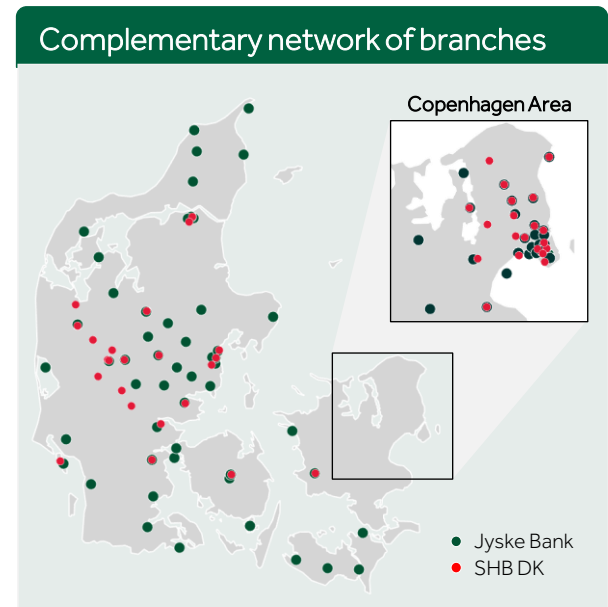 Complementary network of branches
Copenhagen Area
Jyske Bank
SHB DK